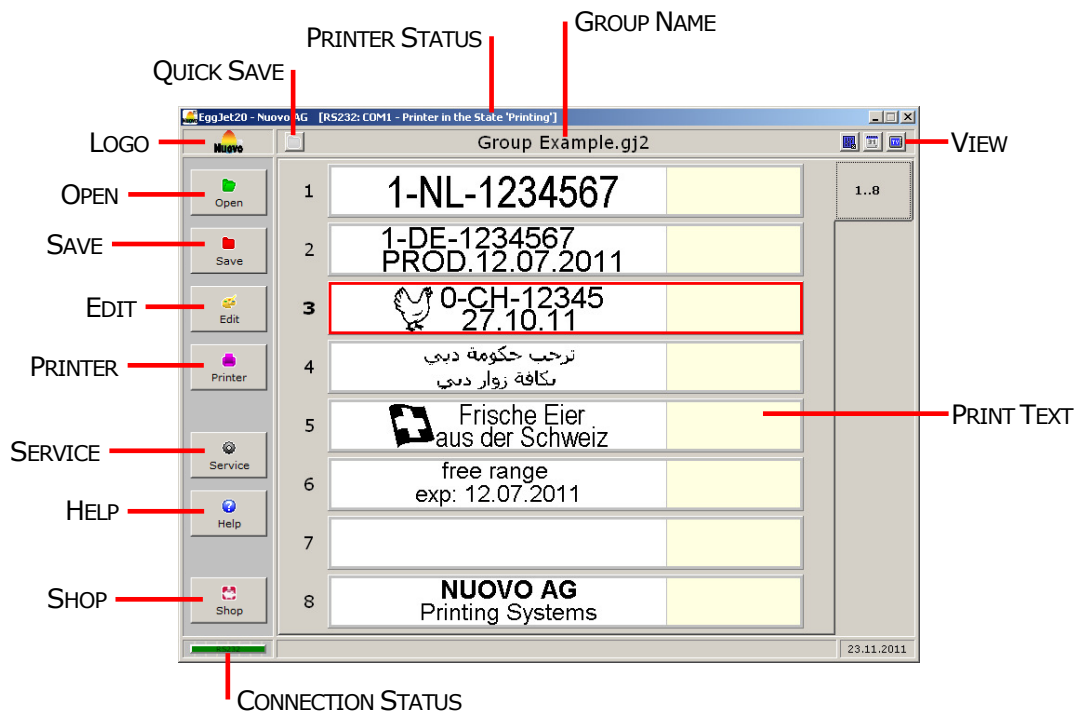 GROUP NAME
PRINTER STATUS
QUICK SAVE
EggJet20 - Nuovo AG [RS232: COM1 - Printer in the State 'Printing']
LOGO
Nuovo
Group Example.gj2
31
VIEW
OPEN
Open
1
1-NL-1234567
1..8
SAVE
Save
2
1-DE-1234567
PROD.12.07.2011
EDIT
Edit
3
0-CH-12345
27.10.11
PRINTER
Printer
4
ترحب حكومة دبي
بكافة زوار دبي
PRINT TEXT
5
Frische Eier
aus der Schweiz
SERVICE
Service
6
free range
exp: 12.07.2011
HELP
Help
7
SHOP
Shop
8
NUOVO AG
Printing Systems
RS232
23.11.2011
CONNECTION STATUS